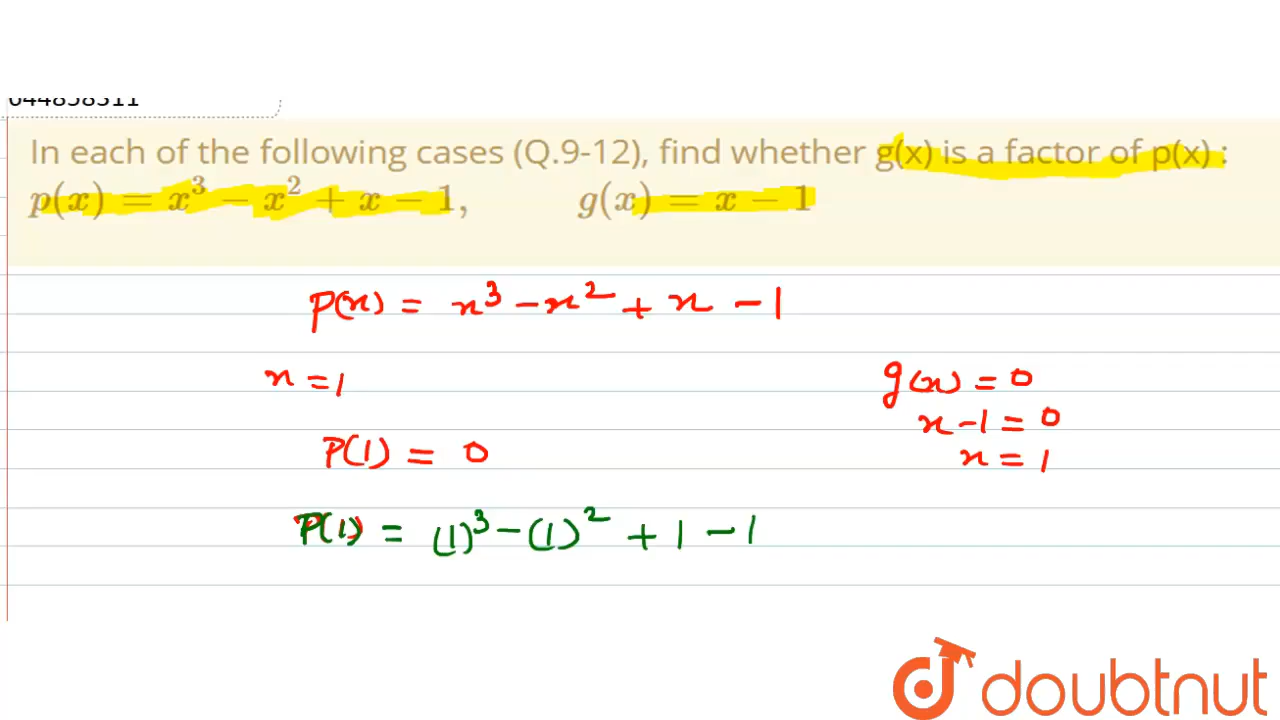 644858311
In each of the following cases (Q.9-12), find whether g(x) is a factor of p(x) :
p(x) = x³ − x² + x − 1, g(x) = x − 1
P(x) = x³ − x² + x − 1
x = 1
g(x) = 0
x − 1 = 0
P(1) = 0
x = 1
P(1) = (1)³ − (1)² + 1 − 1
doubtnut